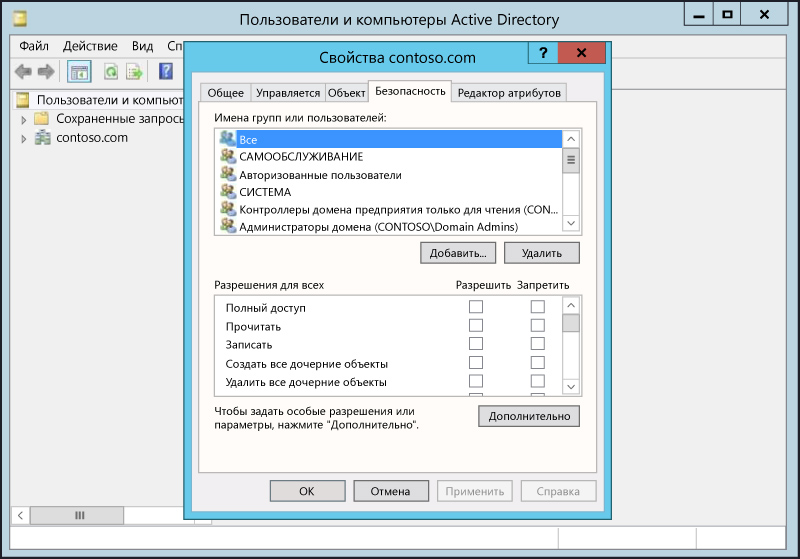 Пользователи и компьютеры Active Directory
Файл Действие Вид Сп
Пользователи и компьют
Сохраненные запросы
contoso.com
Свойства contoso.com
?
Общее Управляется Объект Безопасность Редактор атрибутов
Имена групп или пользователей:
Все
САМООБСЛУЖИВАНИЕ
Авторизованные пользователи
СИСТЕМА
Контроллеры домена предприятия только для чтения (CON...
Администраторы домена (CONTOSO\Domain Admins)
Добавить... Удалить
Разрешения для всех Разрешить Запретить
Полный доступ
Прочитать
Записать
Создать все дочерние объекты
Удалить все дочерние объекты
Чтобы задать особые разрешения или
параметры, нажмите "Дополнительно".
Дополнительно
ОК Отмена Применить Справка